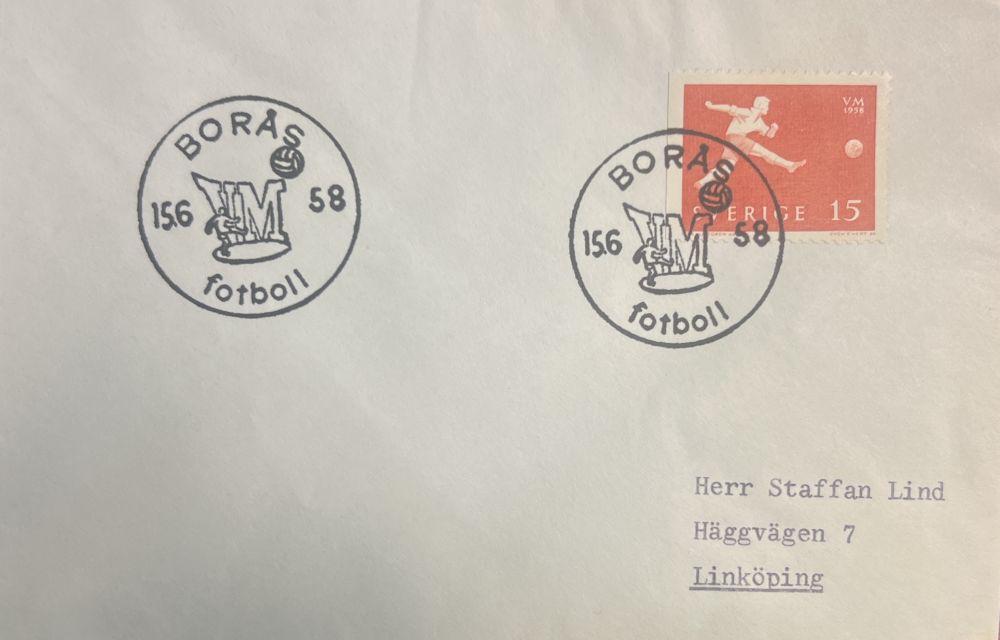 BORÅS
15.6 VM 58
fotboll
VM
1958
SVERIGE 15
BORÅS
15.6 VM 58
fotboll
Herr Staffan Lind
Häggvägen 7
Linköping